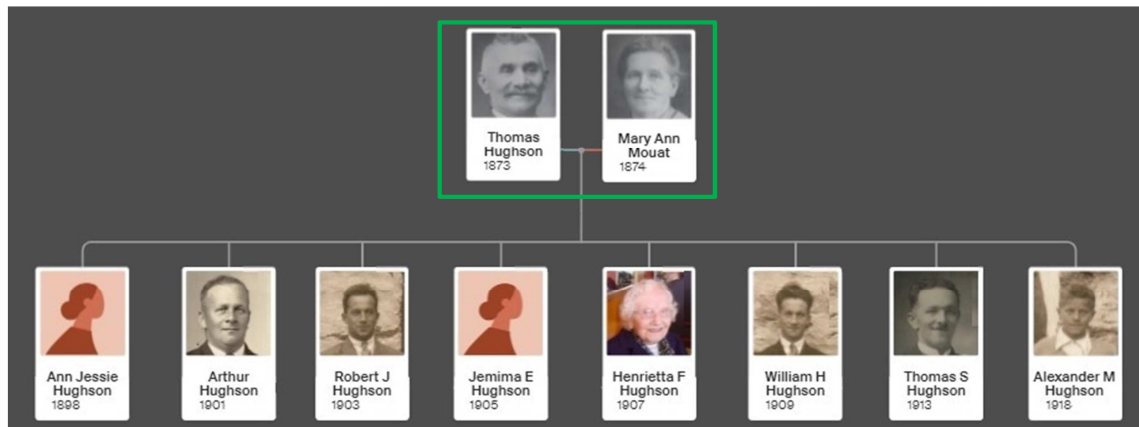 Thomas
Hughson
1873
Mary Ann
Mouat
1874
Ann Jessie
Hughson
1898
Arthur
Hughson
1901
Robert J
Hughson
1903
Jemima E
Hughson
1905
Henrietta F
Hughson
1907
William H
Hughson
1909
Thomas S
Hughson
1913
Alexander M
Hughson
1918